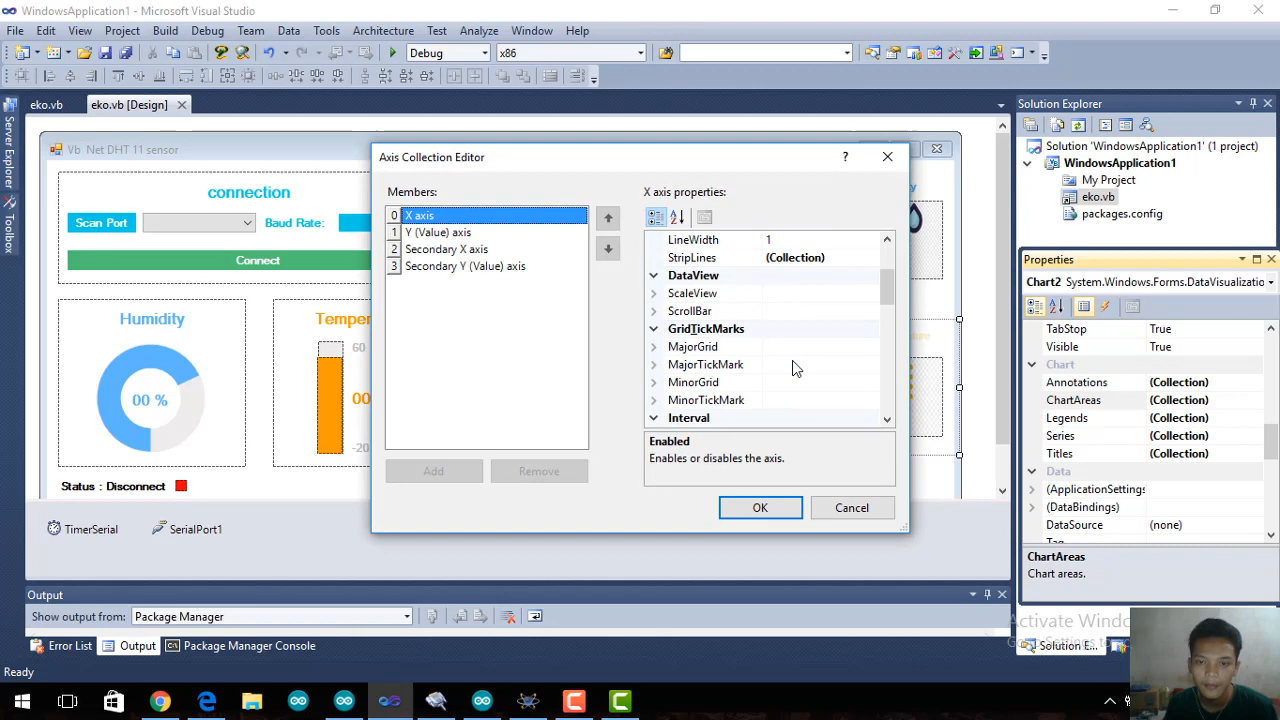 WindowsApplication1 - Microsoft Visual Studio
File Edit View Project Build Debug Team Data Tools Architecture Test Analyze Window Help
Debug x86
eko.vb eko.vb [Design]
Server Explorer
Toolbox
Vb Net DHT 11 sensor
connection
Scan Port Baud Rate:
Connect
Humidity
00 %
Temper
60
00
-20
Status : Disconnect
TimerSerial SerialPort1
Axis Collection Editor
?
Members:
0 X axis
1 Y (Value) axis
2 Secondary X axis
3 Secondary Y (Value) axis
Add Remove
X axis properties:
LineWidth 1
StripLines (Collection)
DataView
ScaleView
ScrollBar
GridTickMarks
MajorGrid
MajorTickMark
MinorGrid
MinorTickMark
Interval
Enabled
Enables or disables the axis.
OK Cancel
Solution Explorer
Solution 'WindowsApplication1' (1 project)
WindowsApplication1
My Project
eko.vb
packages.config
Properties
Chart2 System.Windows.Forms.DataVisualizatio
TabStop True
Visible True
Chart
Annotations (Collection)
ChartAreas (Collection)
Legends (Collection)
Series (Collection)
Titles (Collection)
Data
(ApplicationSettings
(DataBindings)
DataSource (none)
ChartAreas
Chart areas.
Output
Show output from: Package Manager
Error List Output Package Manager Console
Activate Windo
Solution E...
Ready